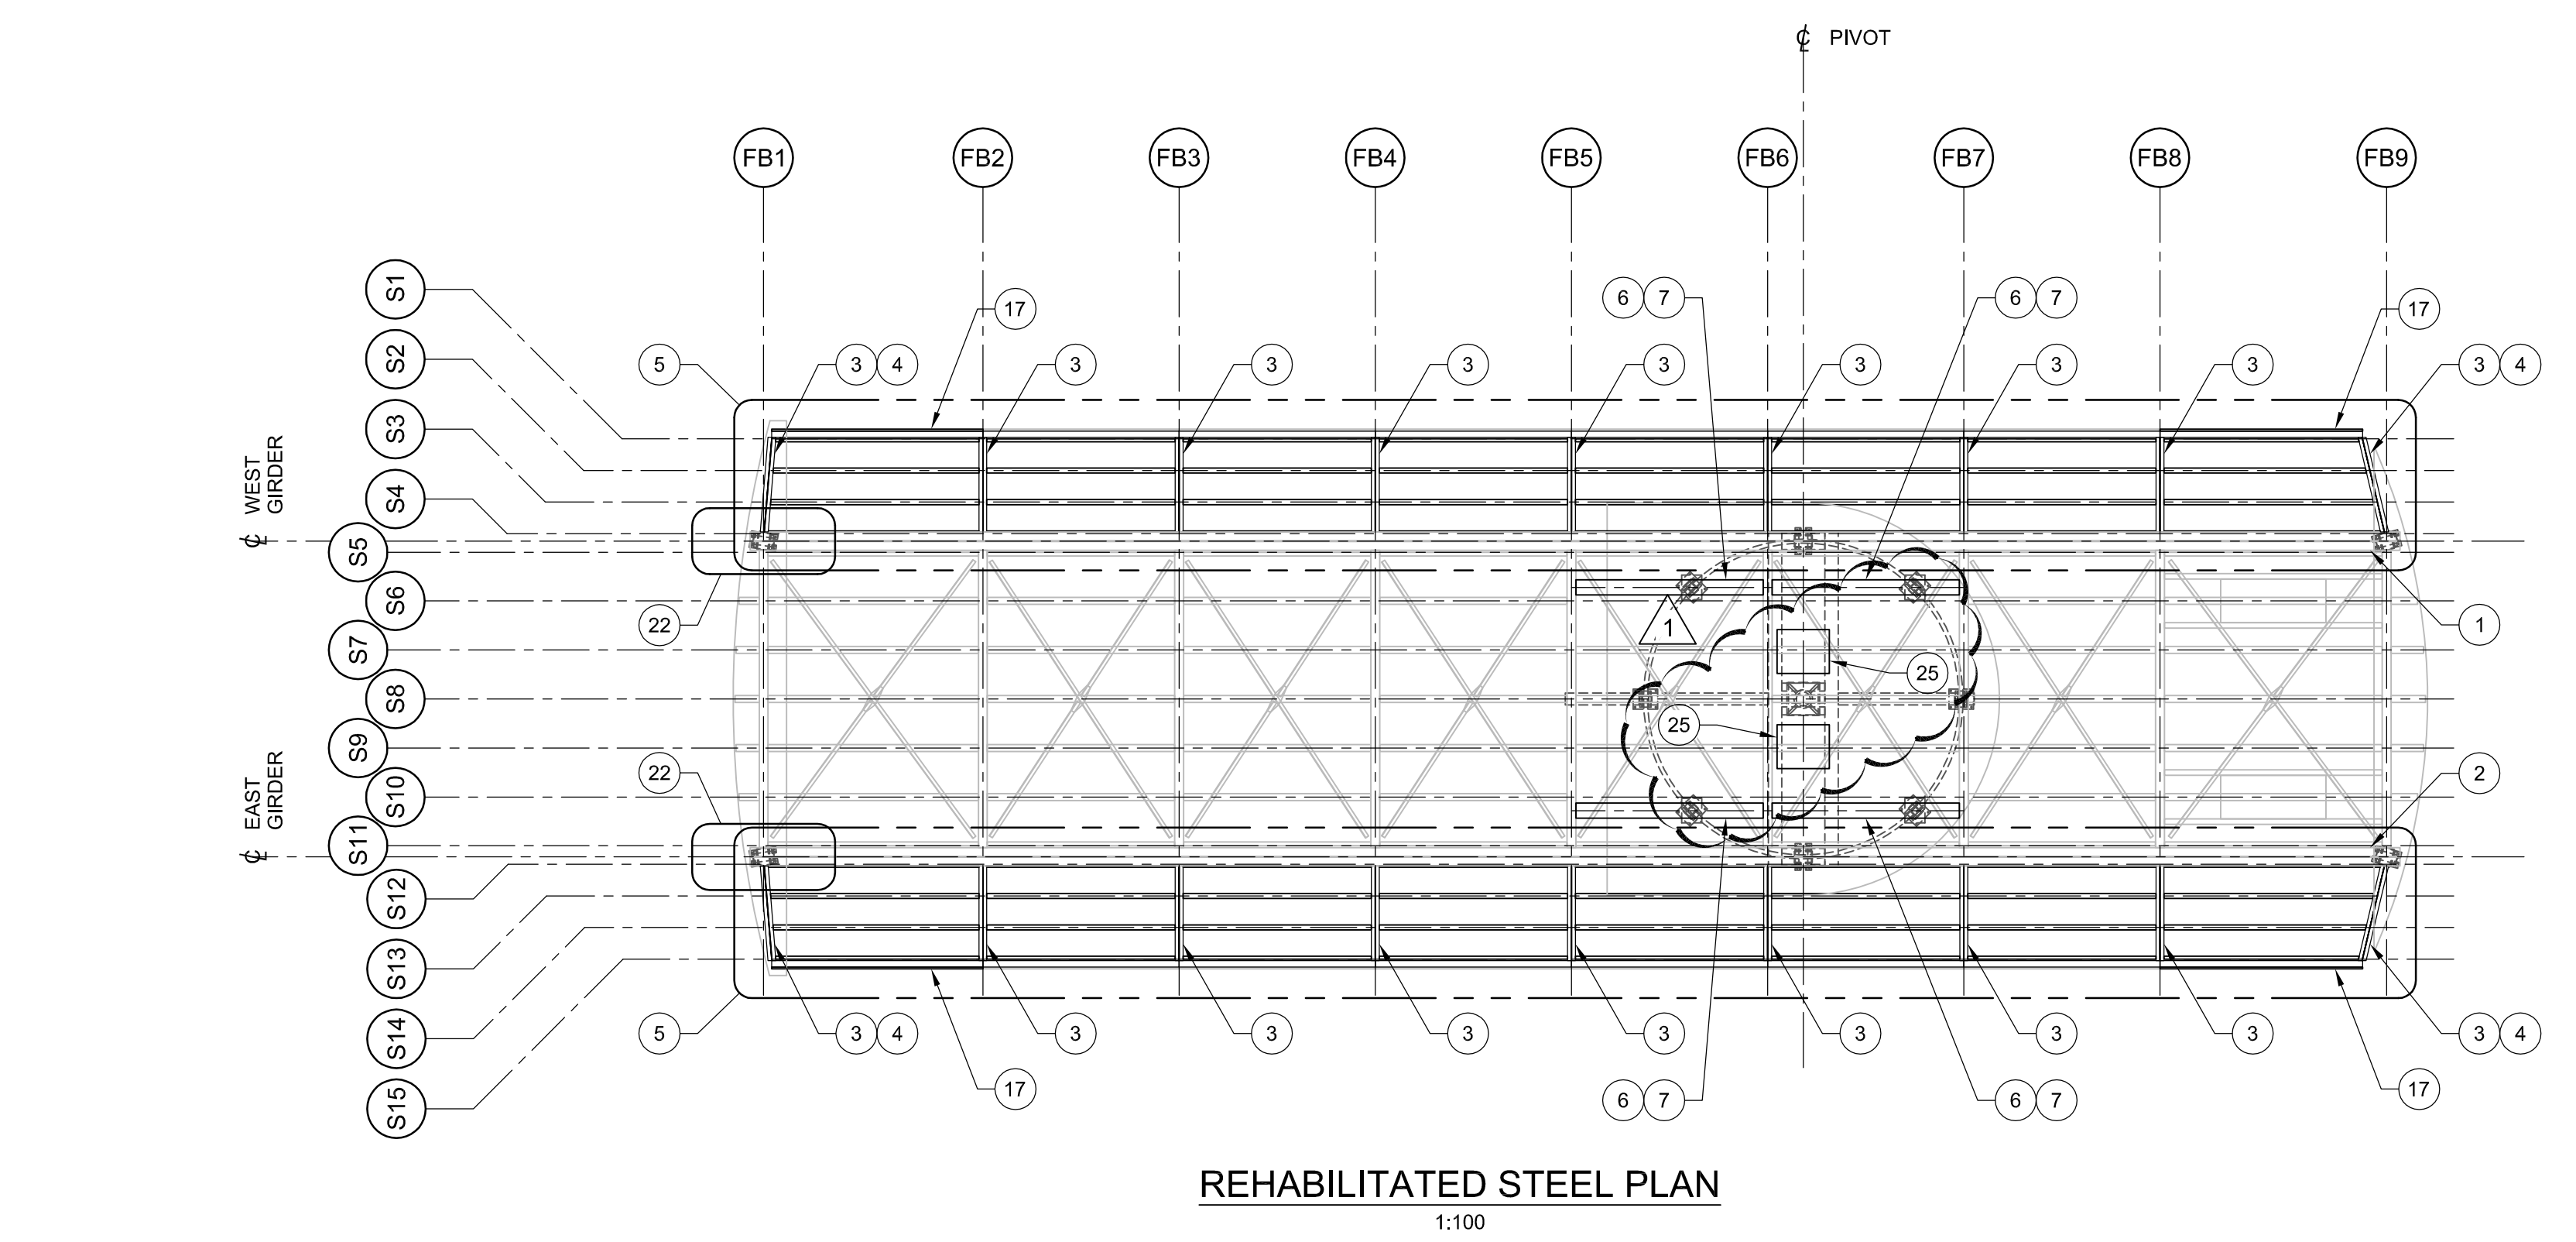 ℄ PIVOT
FB1 FB2 FB3 FB4 FB5 FB6 FB7 FB8 FB9
S1
S2
S3
S4
S5
S6
S7
S8
S9
S10
S11
S12
S13
S14
S15
℄ WEST
GIRDER
℄ EAST
GIRDER
6 7 6 7
17 17
5 3 4 3 3 3 3 3 3 3 3 4
22 1 1
25
25
22 2
5 3 4 3 3 3 3 3 3 3 3 4
17 17
6 7 6 7
REHABILITATED STEEL PLAN
1:100